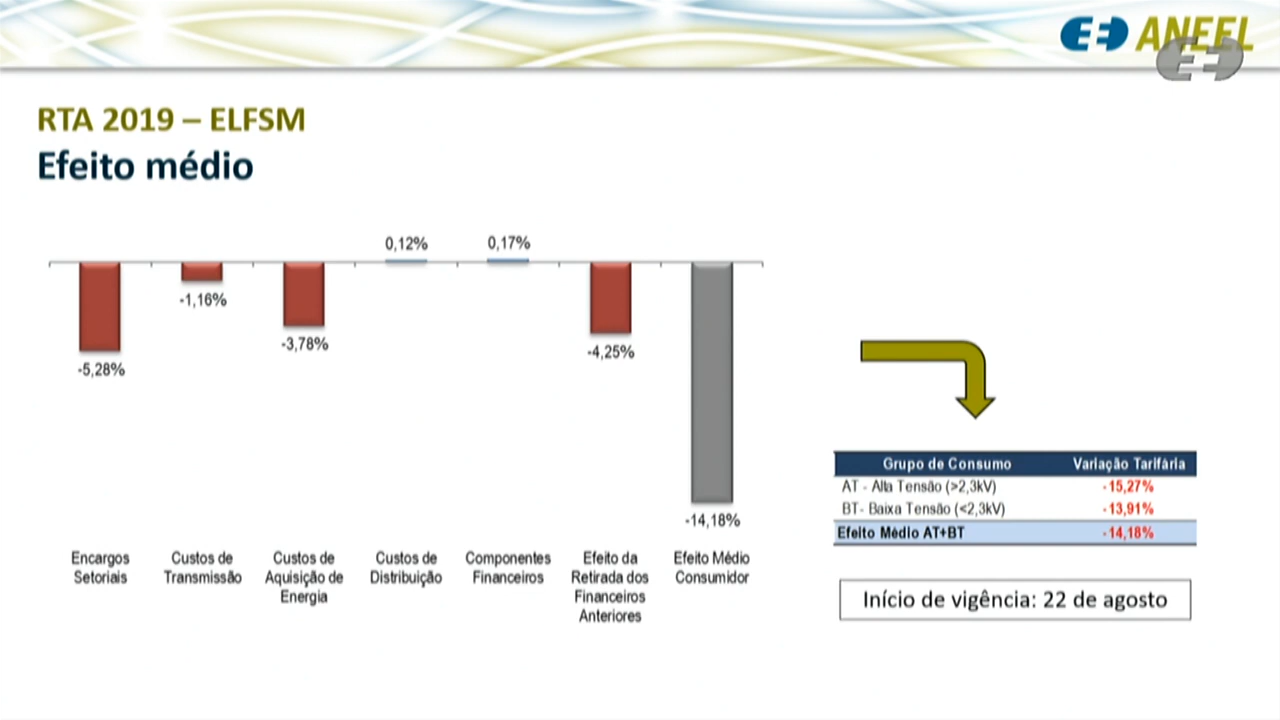 ANEEL
RTA 2019 – ELFSM
Efeito médio
0,12%
0,17%
-1,16%
-3,78%
-4,25%
-5,28%
-14,18%
Encargos
Setoriais
Custos de
Transmissão
Custos de
Aquisição de
Energia
Custos de
Distribuição
Componentes
Financeiros
Efeito da
Retirada dos
Financeiros
Anteriores
Efeito Médio
Consumidor
Grupo de Consumo Variação Tarifária
AT - Alta Tensão (>2,3kV) -15,27%
BT- Baixa Tensão (<2,3kV) -13,91%
Efeito Médio AT+BT -14,18%
Início de vigência: 22 de agosto